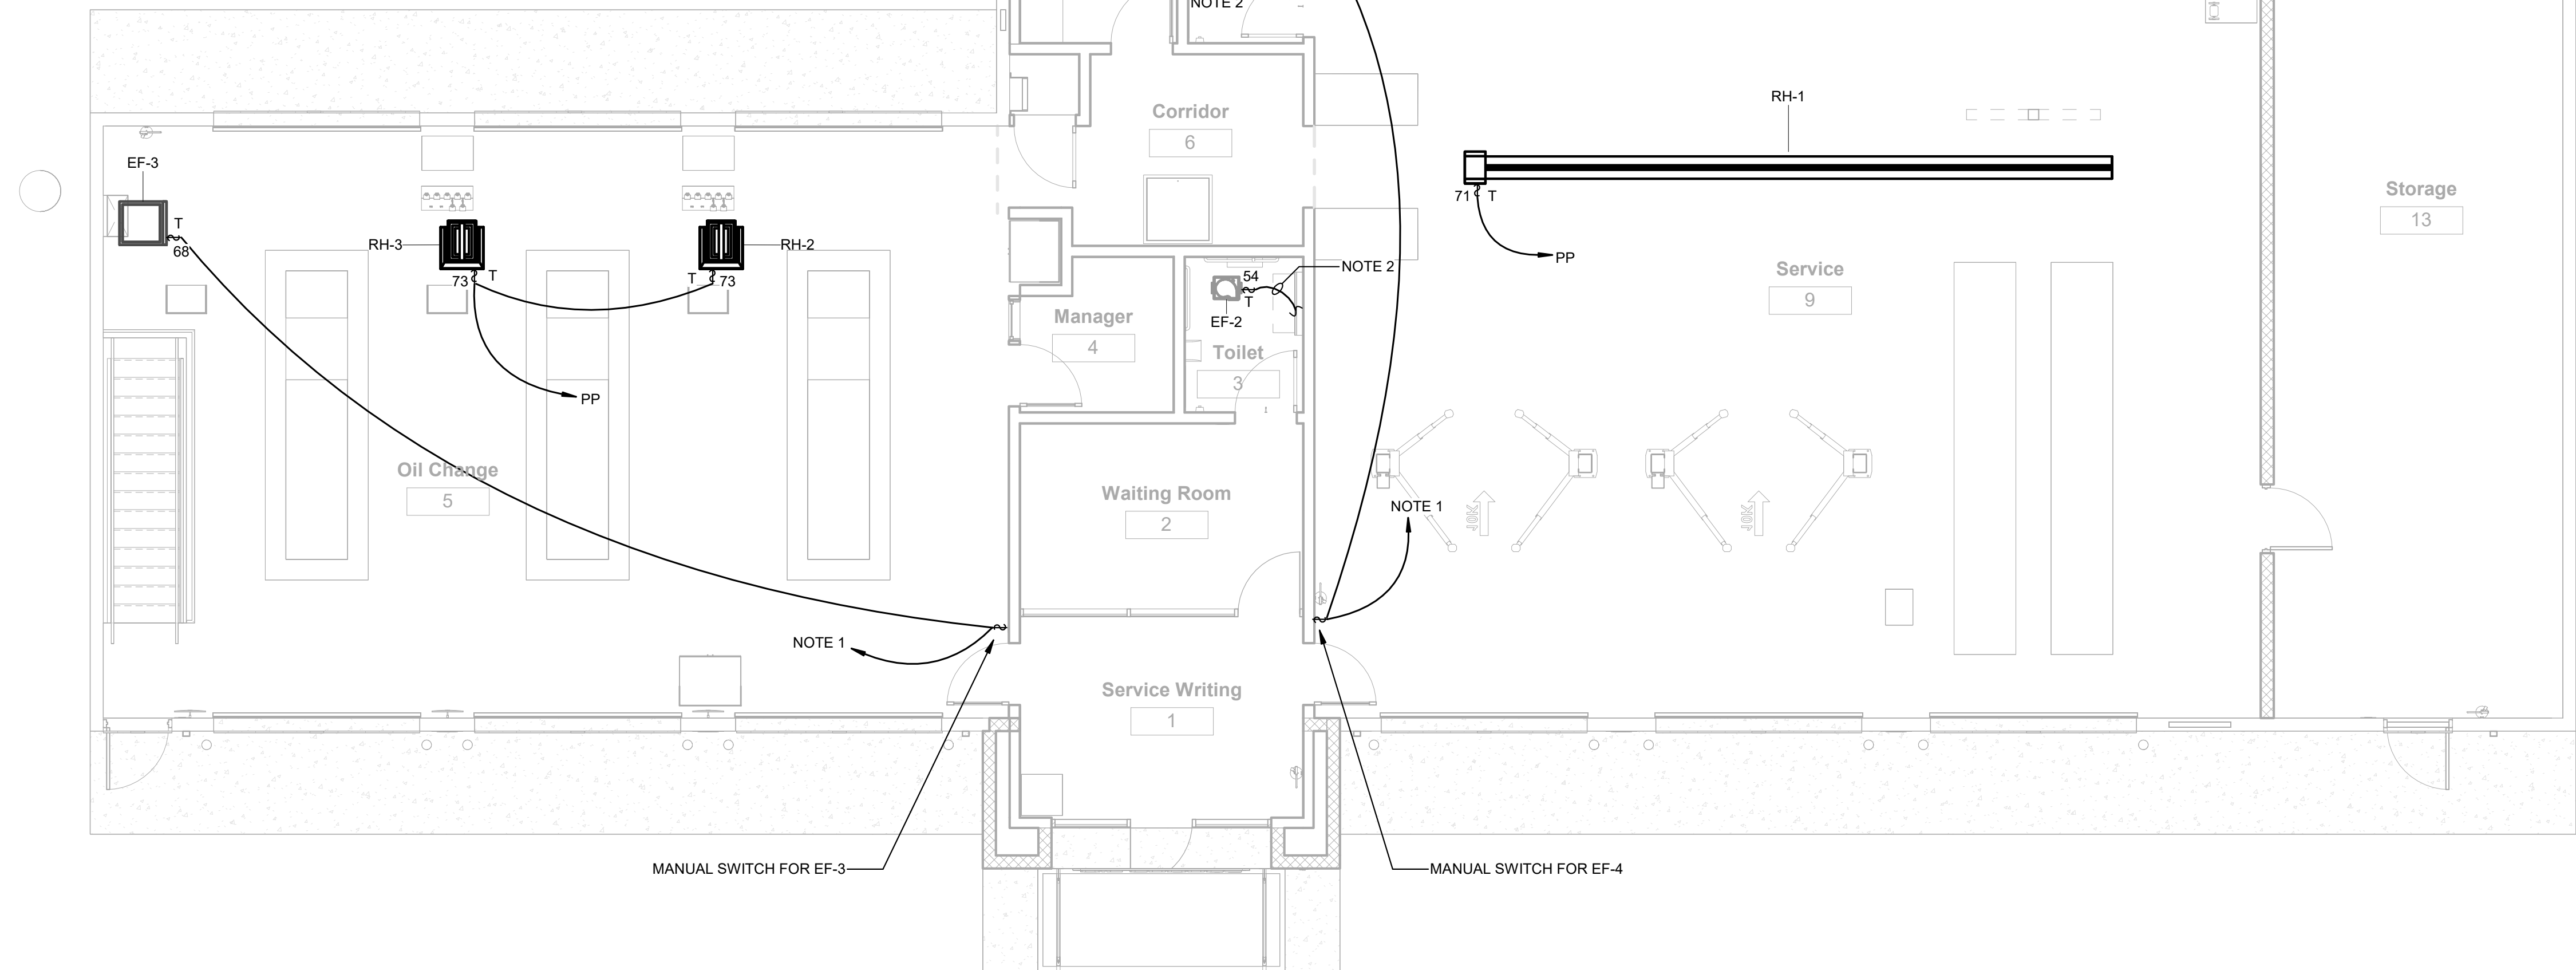 NOTE 2
RH-1
Corridor
6
EF-3
T
68
RH-3
RH-2
73
T
T
73
71
T
PP
Storage
13
54
T
NOTE 2
EF-2
Service
9
Manager
4
Toilet
3
PP
Oil Change
5
Waiting Room
2
NOTE 1
J0K
J0K
NOTE 1
Service Writing
1
MANUAL SWITCH FOR EF-3
MANUAL SWITCH FOR EF-4